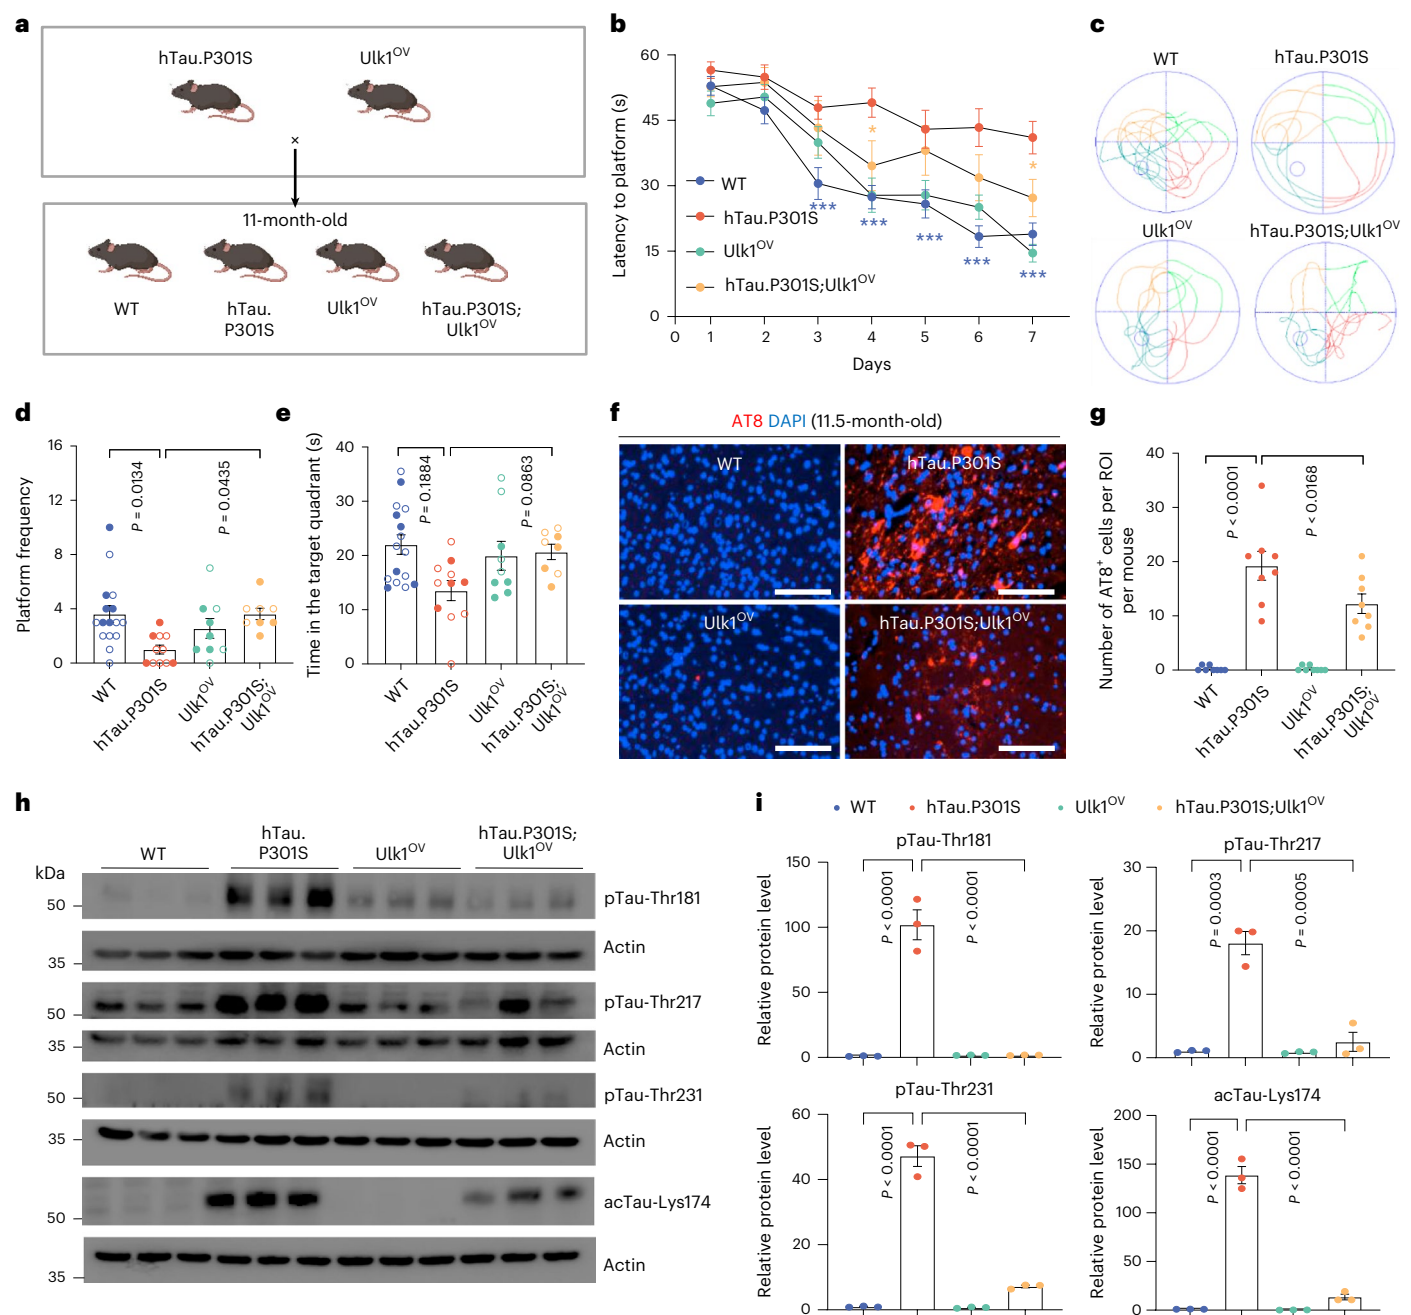 a
hTau.P301S
Ulk1OV
×
11-month-old
WT
hTau.
P301S
Ulk1OV
hTau.P301S;
Ulk1OV
b
Latency to platform (s)
60
45
30
15
0
WT
hTau.P301S
Ulk1OV
hTau.P301S;Ulk1OV
*
*
***
***
***
***
***
0
1
2
3
4
5
6
7
Days
c
WT
hTau.P301S
Ulk1OV
hTau.P301S;Ulk1OV
d
Platform frequency
16
12
8
4
0
P = 0.0134
P = 0.0435
WT
hTau.P301S
Ulk1OV
hTau.P301S;
Ulk1OV
e
Time in the target quadrant (s)
40
30
20
10
0
P = 0.1884
P = 0.0863
WT
hTau.P301S
Ulk1OV
hTau.P301S;
Ulk1OV
f
AT8 DAPI (11.5-month-old)
WT
hTau.P301S
Ulk1OV
hTau.P301S;Ulk1OV
g
Number of AT8+ cells per ROI
per mouse
40
30
20
10
0
P < 0.0001
P < 0.0168
WT
hTau.P301S
Ulk1OV
hTau.P301S;
Ulk1OV
h
WT
hTau.
P301S
Ulk1OV
hTau.P301S;
Ulk1OV
kDa
50
pTau-Thr181
35
Actin
50
pTau-Thr217
35
Actin
50
pTau-Thr231
35
Actin
50
acTau-Lys174
35
Actin
i
WT
hTau.P301S
Ulk1OV
hTau.P301S;Ulk1OV
pTau-Thr181
Relative protein level
150
100
50
0
P < 0.0001
P < 0.0001
pTau-Thr217
Relative protein level
30
20
10
0
P = 0.0003
P = 0.0005
pTau-Thr231
Relative protein level
60
40
20
0
P < 0.0001
P < 0.0001
acTau-Lys174
Relative protein level
200
150
100
50
0
P < 0.0001
P < 0.0001